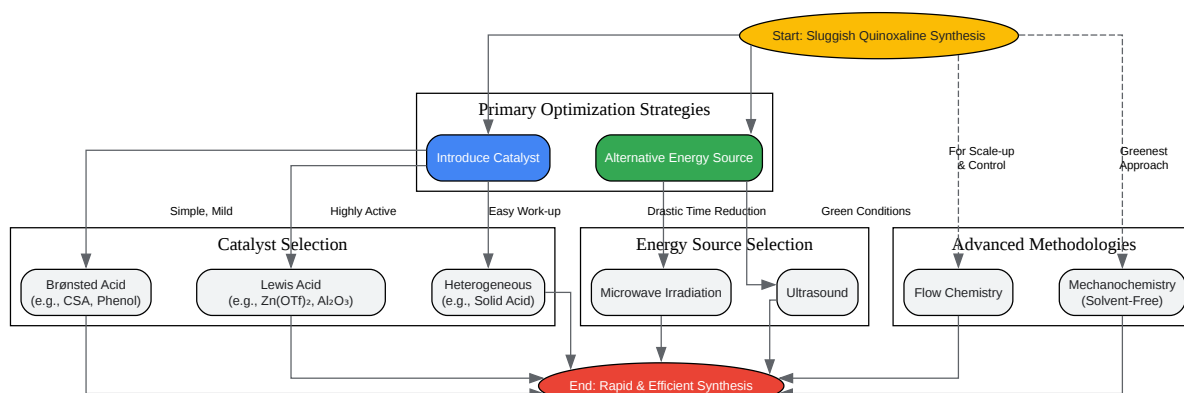 Start: Sluggish Quinoxaline Synthesis
Primary Optimization Strategies
Introduce Catalyst
Alternative Energy Source
For Scale-up
& Control
Greenest
Approach
Simple, Mild
Highly Active
Easy Work-up
Drastic Time Reduction
Green Conditions
Catalyst Selection
Energy Source Selection
Advanced Methodologies
Brønsted Acid
(e.g., CSA, Phenol)
Lewis Acid
(e.g., Zn(OTf)₂, Al₂O₃)
Heterogeneous
(e.g., Solid Acid)
Microwave Irradiation
Ultrasound
Flow Chemistry
Mechanochemistry
(Solvent-Free)
End: Rapid & Efficient Synthesis